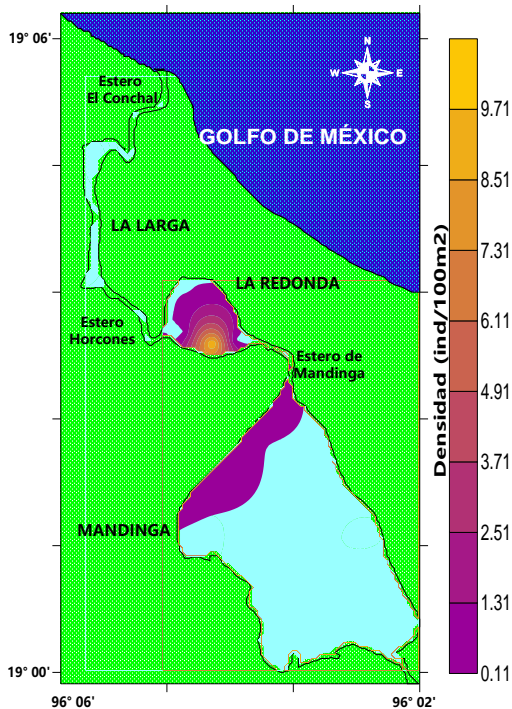 19° 06'
Estero
El Conchal
N
W
E
S
GOLFO DE MÉXICO
LA LARGA
LA REDONDA
Estero
Horcones
Estero de
Mandinga
MANDINGA
19° 00'
96° 06'
96° 02'
Densidad (ind/100m2)
9.71
8.51
7.31
6.11
4.91
3.71
2.51
1.31
0.11